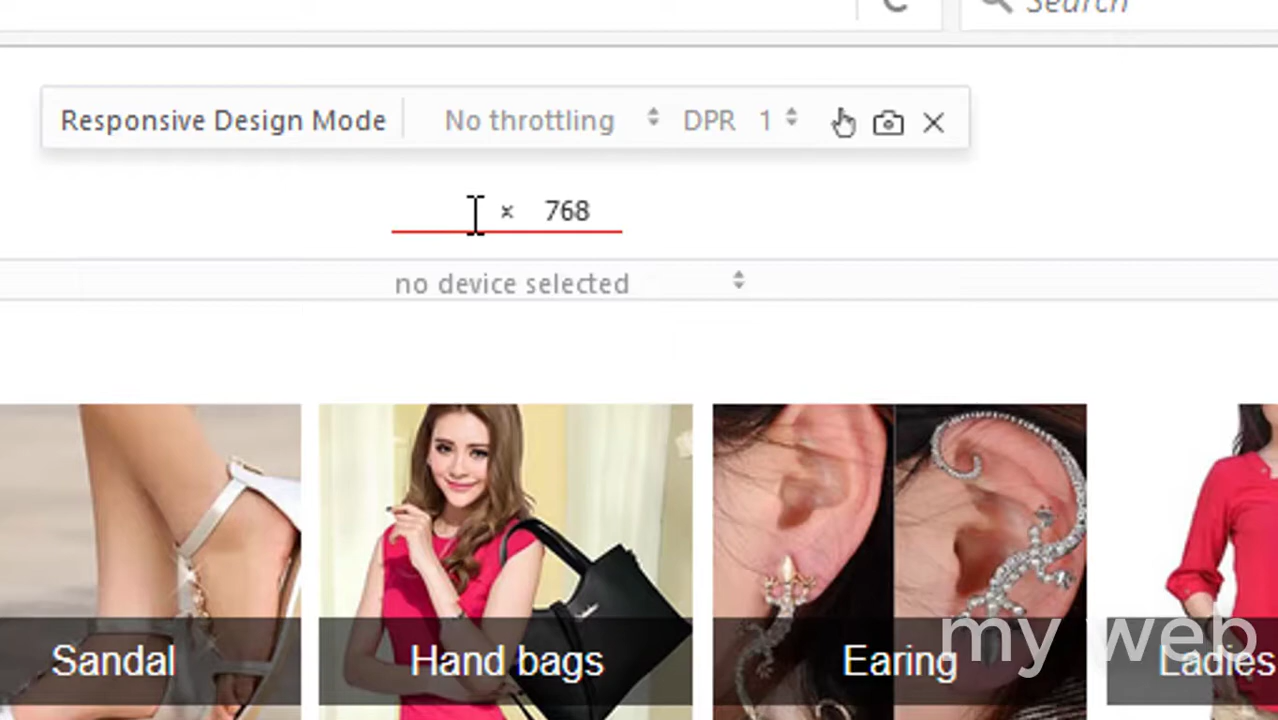 Search
Responsive Design Mode No throttling DPR 1
× 768
no device selected
Sandal Hand bags Earing Ladies
my web